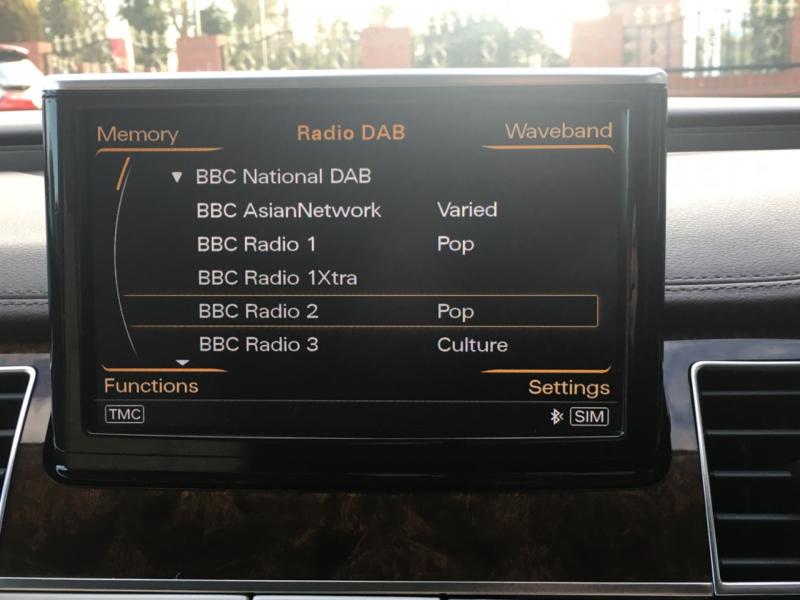 Memory Radio DAB Waveband
BBC National DAB
BBC AsianNetwork Varied
BBC Radio 1 Pop
BBC Radio 1Xtra
BBC Radio 2 Pop
BBC Radio 3 Culture
Functions Settings
TMC SIM